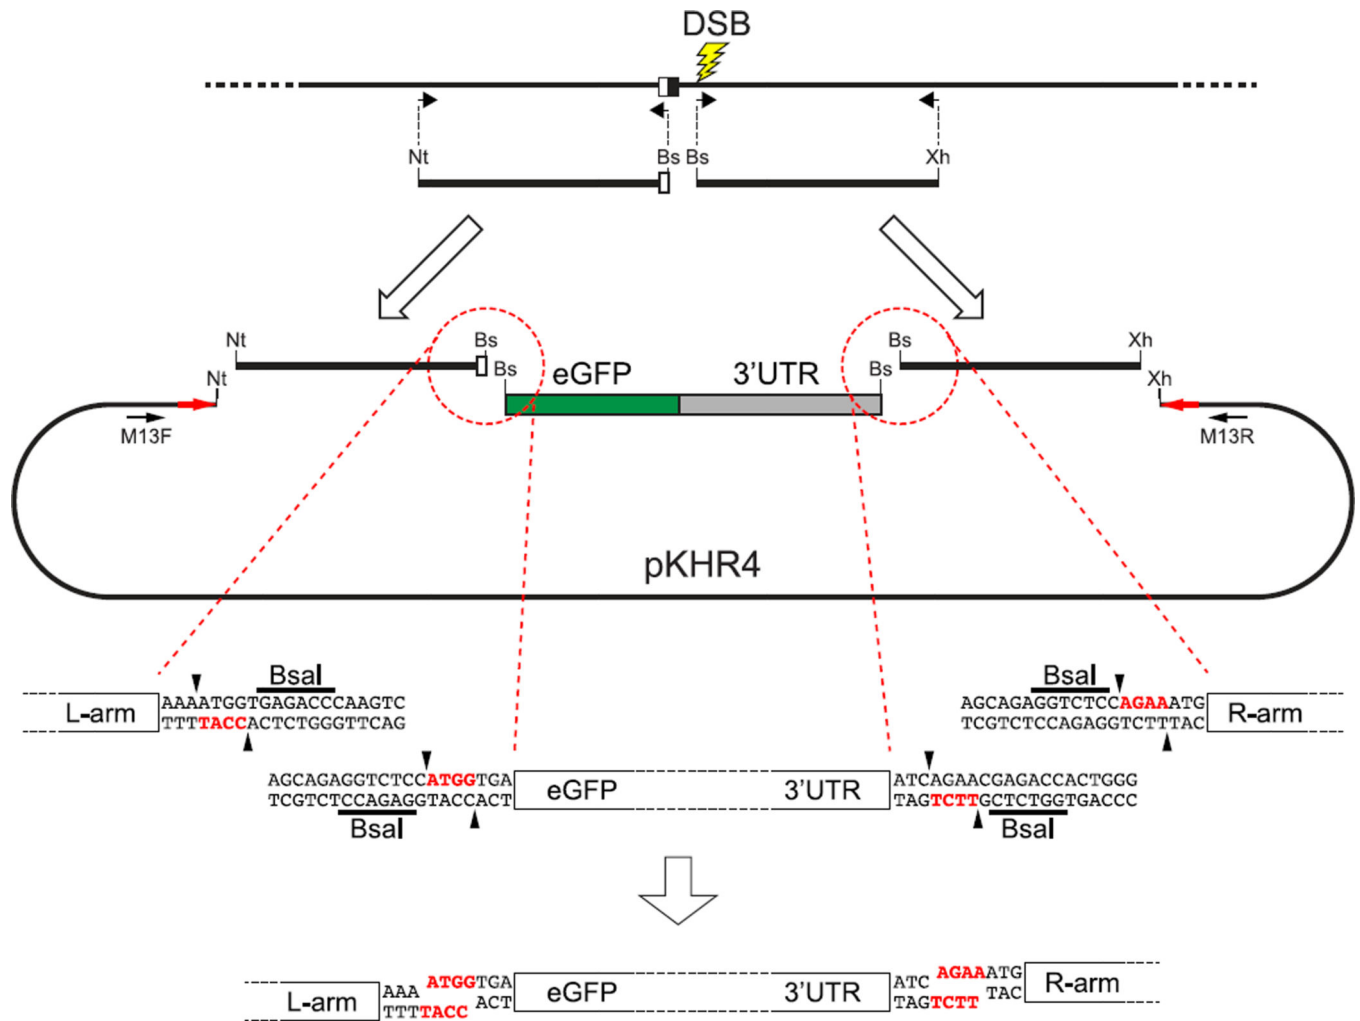 DSB
Nt Bs Bs Xh
Nt Bs Bs Xh
Nt Bs eGFP 3'UTR Bs Xh
M13F M13R
pKHR4
BsaI BsaI
L-arm AAAATGGTGAGACCCAAGTC AGCAGAGGTCTCCAGAAATG R-arm
TTTTACCACTCTGGGTTCAG TCGTCTCCAGAGGTCTTTAC
AGCAGAGGTCTCCATGGTGA eGFP 3'UTR ATCAGAACGAGACCACTGGG
TCGTCTCCAGAGGTACCACT TAGTCTTGCTCTGGTGACCC
BsaI BsaI
L-arm AAA ATGGTGA eGFP 3'UTR ATC AGAAATG R-arm
TTTTACC ACT TAGTCTT TAC